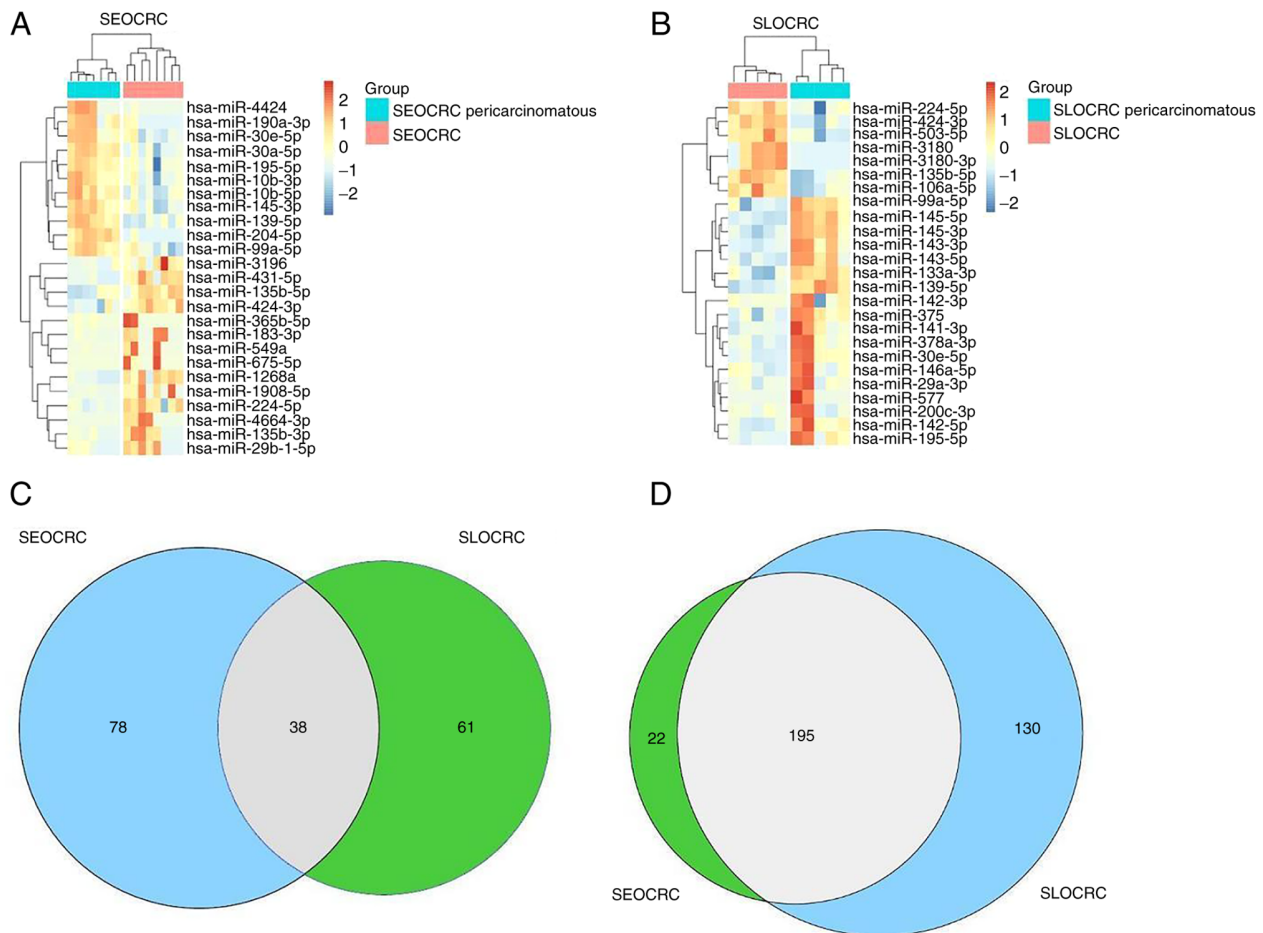 A
SEOCRC
2
1
0
−1
−2
Group
SEOCRC pericarcinomatous
SEOCRC
hsa-miR-4424
hsa-miR-190a-3p
hsa-miR-30e-5p
hsa-miR-30a-5p
hsa-miR-195-5p
hsa-miR-10b-3p
hsa-miR-10b-5p
hsa-miR-145-3p
hsa-miR-139-5p
hsa-miR-204-5p
hsa-miR-99a-5p
hsa-miR-3196
hsa-miR-431-5p
hsa-miR-135b-5p
hsa-miR-424-3p
hsa-miR-365b-5p
hsa-miR-183-3p
hsa-miR-549a
hsa-miR-675-5p
hsa-miR-1268a
hsa-miR-1908-5p
hsa-miR-224-5p
hsa-miR-4664-3p
hsa-miR-135b-3p
hsa-miR-29b-1-5p
B
SLOCRC
2
1
0
−1
−2
Group
SLOCRC pericarcinomatous
SLOCRC
hsa-miR-224-5p
hsa-miR-424-3p
hsa-miR-503-5p
hsa-miR-3180
hsa-miR-3180-3p
hsa-miR-135b-5p
hsa-miR-106a-5p
hsa-miR-99a-5p
hsa-miR-145-5p
hsa-miR-145-3p
hsa-miR-143-3p
hsa-miR-143-5p
hsa-miR-133a-3p
hsa-miR-139-5p
hsa-miR-142-3p
hsa-miR-375
hsa-miR-141-3p
hsa-miR-378a-3p
hsa-miR-30e-5p
hsa-miR-146a-5p
hsa-miR-29a-3p
hsa-miR-577
hsa-miR-200c-3p
hsa-miR-142-5p
hsa-miR-195-5p
C
SEOCRC
SLOCRC
78
38
61
D
22
195
130
SEOCRC
SLOCRC